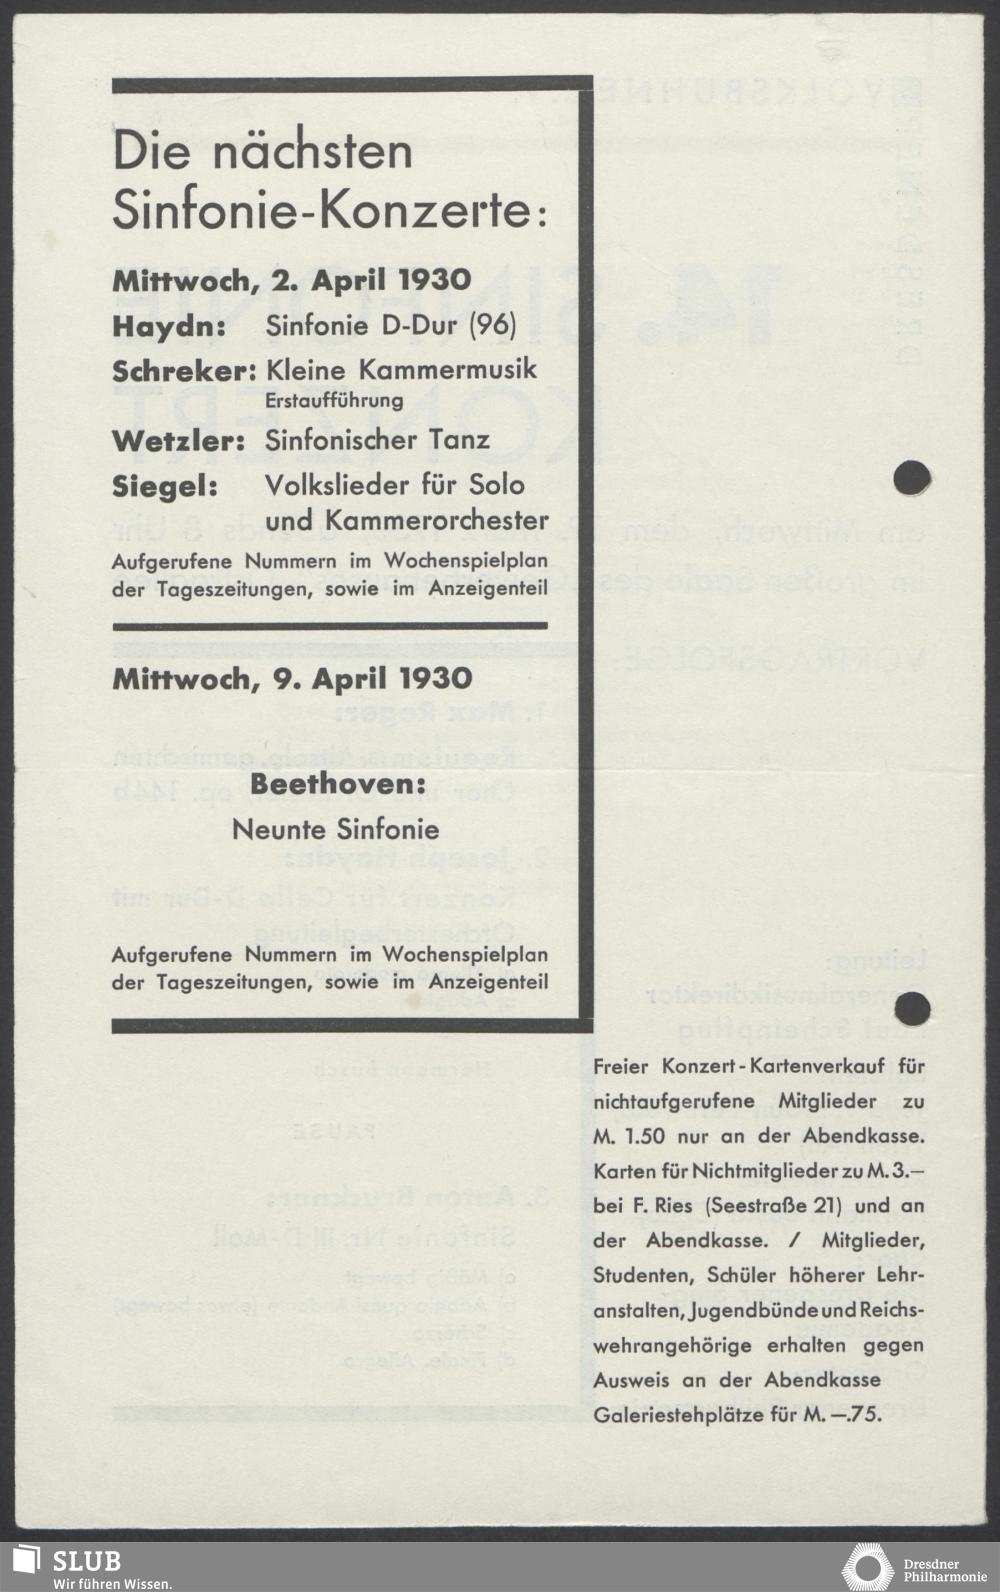 Die nächsten
Sinfonie-Konzerte:
Mittwoch, 2. April 1930
Haydn: Sinfonie D-Dur (96)
Schreker: Kleine Kammermusik
Erstaufführung
Wetzler: Sinfonischer Tanz
Siegel: Volkslieder für Solo
und Kammerorchester
Aufgerufene Nummern im Wochenspielplan
der Tageszeitungen, sowie im Anzeigenteil
Mittwoch, 9. April 1930
Beethoven:
Neunte Sinfonie
Aufgerufene Nummern im Wochenspielplan
der Tageszeitungen, sowie im Anzeigenteil
Freier Konzert-Kartenverkauf für
nichtaufgerufene Mitglieder zu
M. 1.50 nur an der Abendkasse.
Karten für Nichtmitglieder zu M. 3.—
bei F. Ries (Seestraße 21) und an
der Abendkasse. / Mitglieder,
Studenten, Schüler höherer Lehr-
anstalten, Jugendbünde und Reichs-
wehrangehörige erhalten gegen
Ausweis an der Abendkasse
Galeriestehplätze für M. —.75.
SLUB
Wir führen Wissen.
Dresdner
Philharmonie